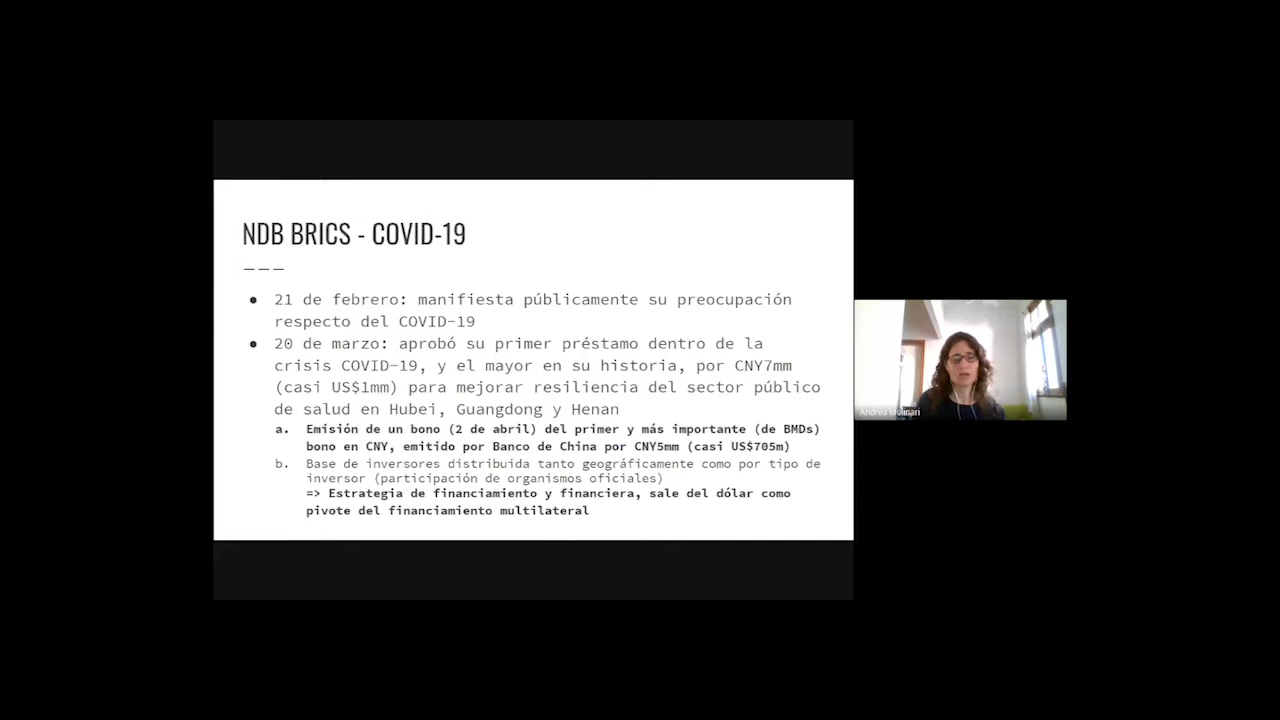 NDB BRICS - COVID-19
● 21 de febrero: manifiesta públicamente su preocupación
respecto del COVID-19
● 20 de marzo: aprobó su primer préstamo dentro de la
crisis COVID-19, y el mayor en su historia, por CNY7mm
(casi US$1mm) para mejorar resiliencia del sector público
de salud en Hubei, Guangdong y Henan
a. Emisión de un bono (2 de abril) del primer y más importante (de BMDs)
bono en CNY, emitido por Banco de China por CNY5mm (casi US$705m)
b. Base de inversores distribuida tanto geográficamente como por tipo de
inversor (participación de organismos oficiales)
=> Estrategia de financiamiento y financiera, sale del dólar como
pivote del financiamiento multilateral
Andrea Molinari